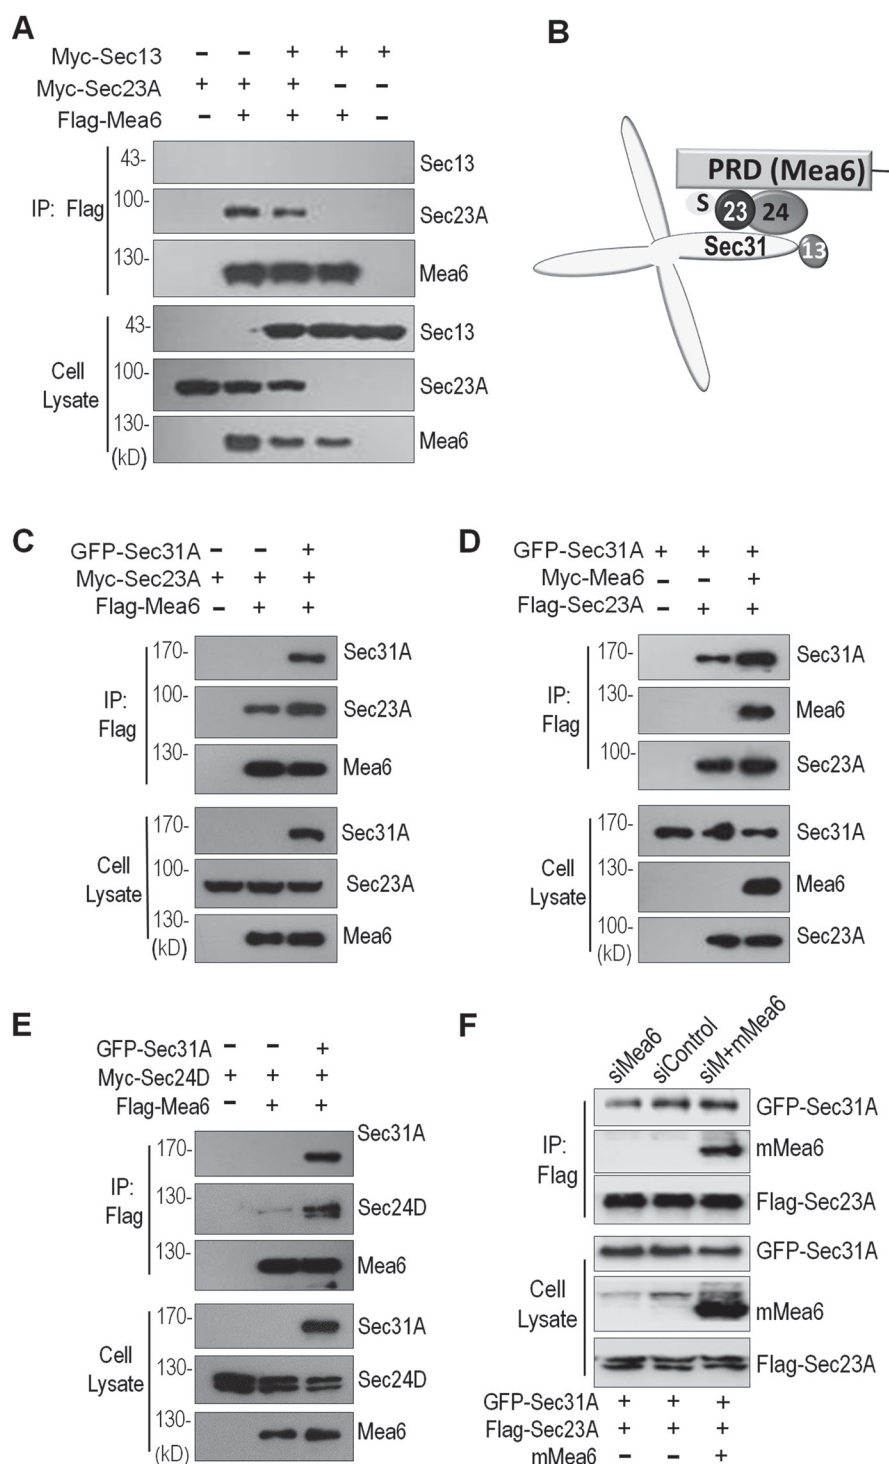 A
Myc-Sec13 - - + + +
Myc-Sec23A + + + - -
Flag-Mea6 - + + + -
IP: Flag
43- Sec13
100- Sec23A
130- Mea6
Cell
Lysate
43- Sec13
100- Sec23A
130- Mea6
(kD)
B
PRD (Mea6)
S 23 24
Sec31 13
C
GFP-Sec31A - - +
Myc-Sec23A + + +
Flag-Mea6 - + +
IP:
Flag
170- Sec31A
100- Sec23A
130- Mea6
Cell
Lysate
170- Sec31A
100- Sec23A
130- Mea6
(kD)
D
GFP-Sec31A + + +
Myc-Mea6 - - +
Flag-Sec23A - + +
IP:
Flag
170- Sec31A
130- Mea6
100- Sec23A
Cell
Lysate
170- Sec31A
130- Mea6
100- Sec23A
(kD)
E
GFP-Sec31A - - +
Myc-Sec24D + + +
Flag-Mea6 - + +
IP:
Flag
170- Sec31A
130- Sec24D
130- Mea6
Cell
Lysate
170- Sec31A
130- Sec24D
130- Mea6
(kD)
F
siMea6 siControl siM+mMea6
IP:
Flag
GFP-Sec31A
mMea6
Flag-Sec23A
Cell
Lysate
GFP-Sec31A
mMea6
Flag-Sec23A
GFP-Sec31A + + +
Flag-Sec23A + + +
mMea6 - - +